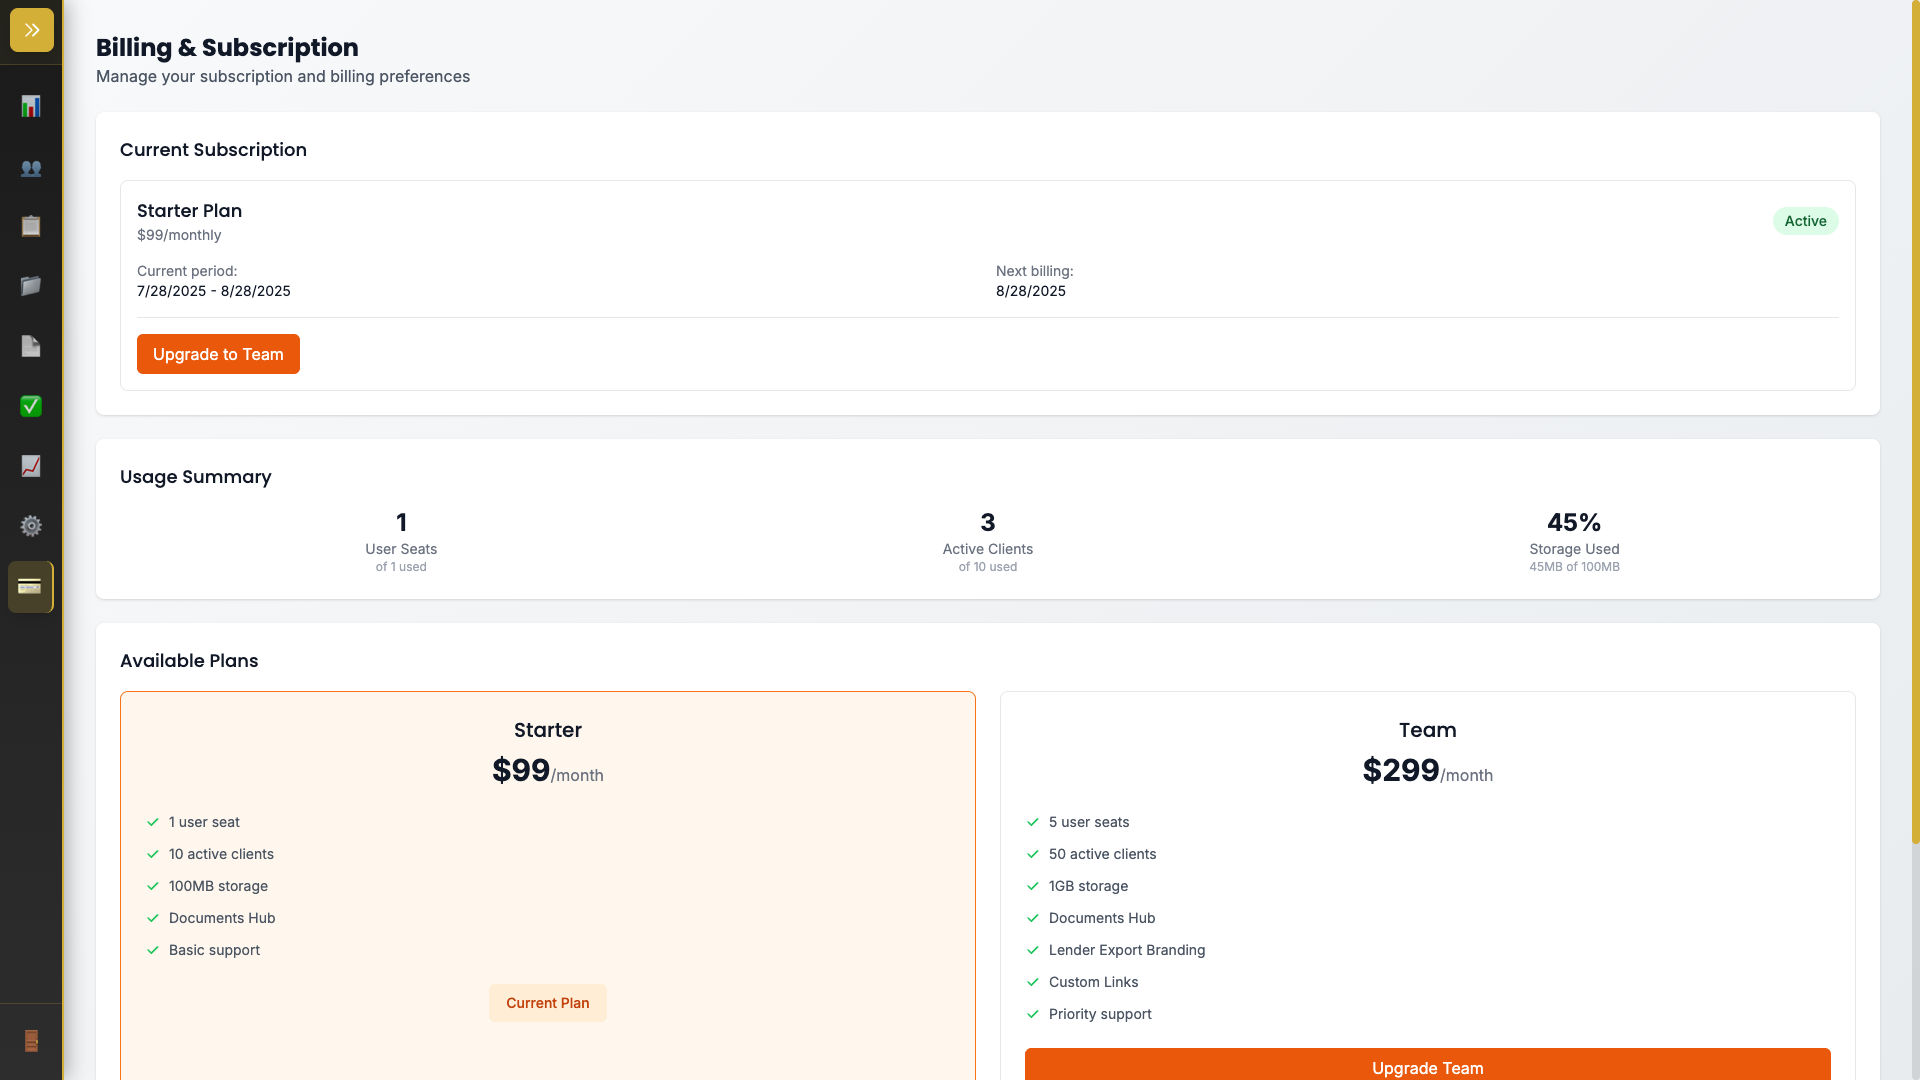 Billing & Subscription
Manage your subscription and billing preferences
Current Subscription
Starter Plan
$99/monthly
Active
Current period:
7/28/2025 - 8/28/2025
Next billing:
8/28/2025
Upgrade to Team
Usage Summary
1
User Seats
of 1 used
3
Active Clients
of 10 used
45%
Storage Used
45MB of 100MB
Available Plans
Starter
$99/month
1 user seat
10 active clients
100MB storage
Documents Hub
Basic support
Current Plan
Team
$299/month
5 user seats
50 active clients
1GB storage
Documents Hub
Lender Export Branding
Custom Links
Priority support
Upgrade Team